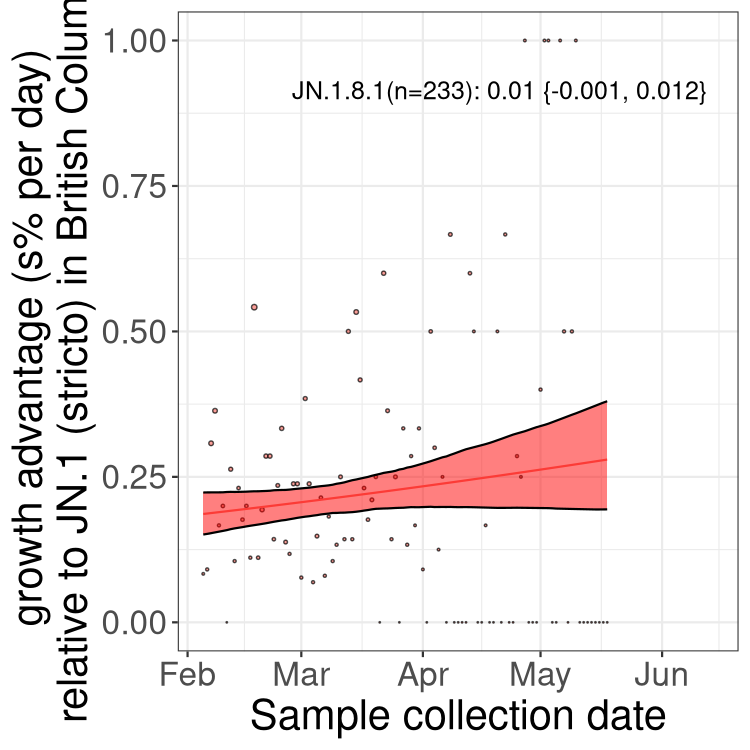 growth advantage (s% per day)
relative to JN.1 (stricto) in British Colum
1.00
0.75
0.50
0.25
0.00
JN.1.8.1(n=233): 0.01 {-0.001, 0.012}
Feb Mar Apr May Jun
Sample collection date